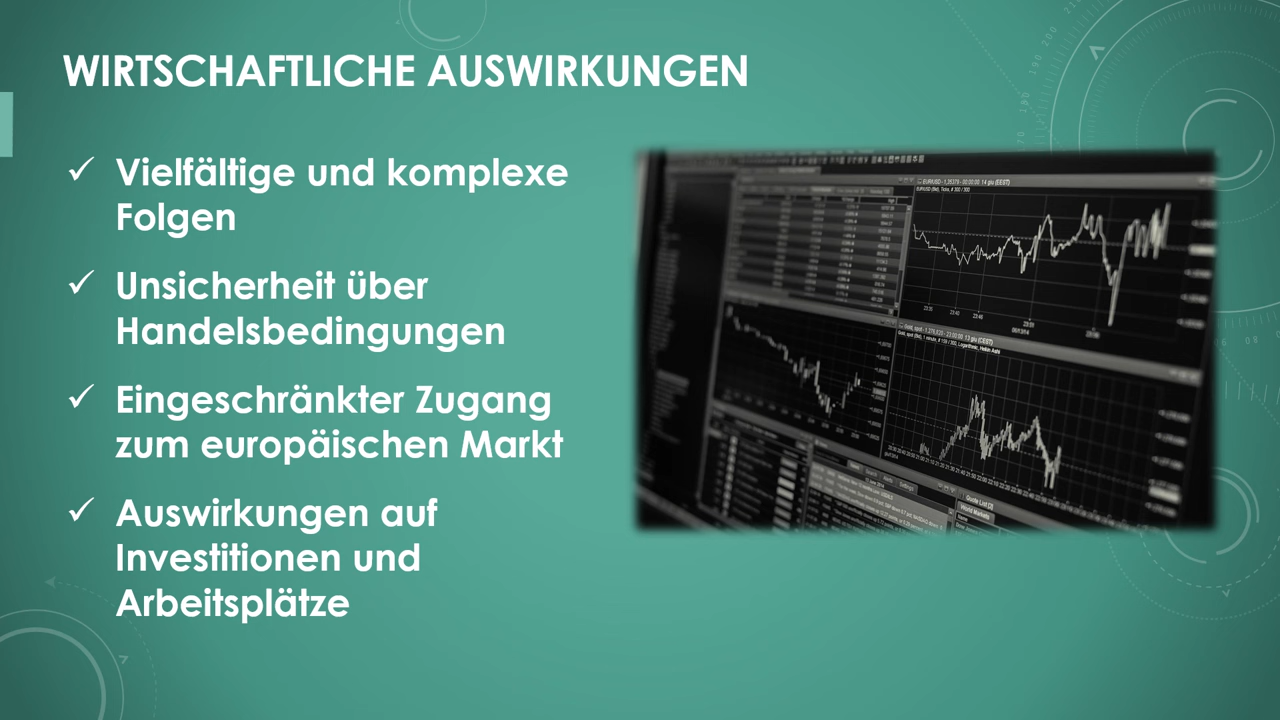 WIRTSCHAFTLICHE AUSWIRKUNGEN
✓ Vielfältige und komplexe
Folgen
✓ Unsicherheit über
Handelsbedingungen
✓ Eingeschränkter Zugang
zum europäischen Markt
✓ Auswirkungen auf
Investitionen und
Arbeitsplätze